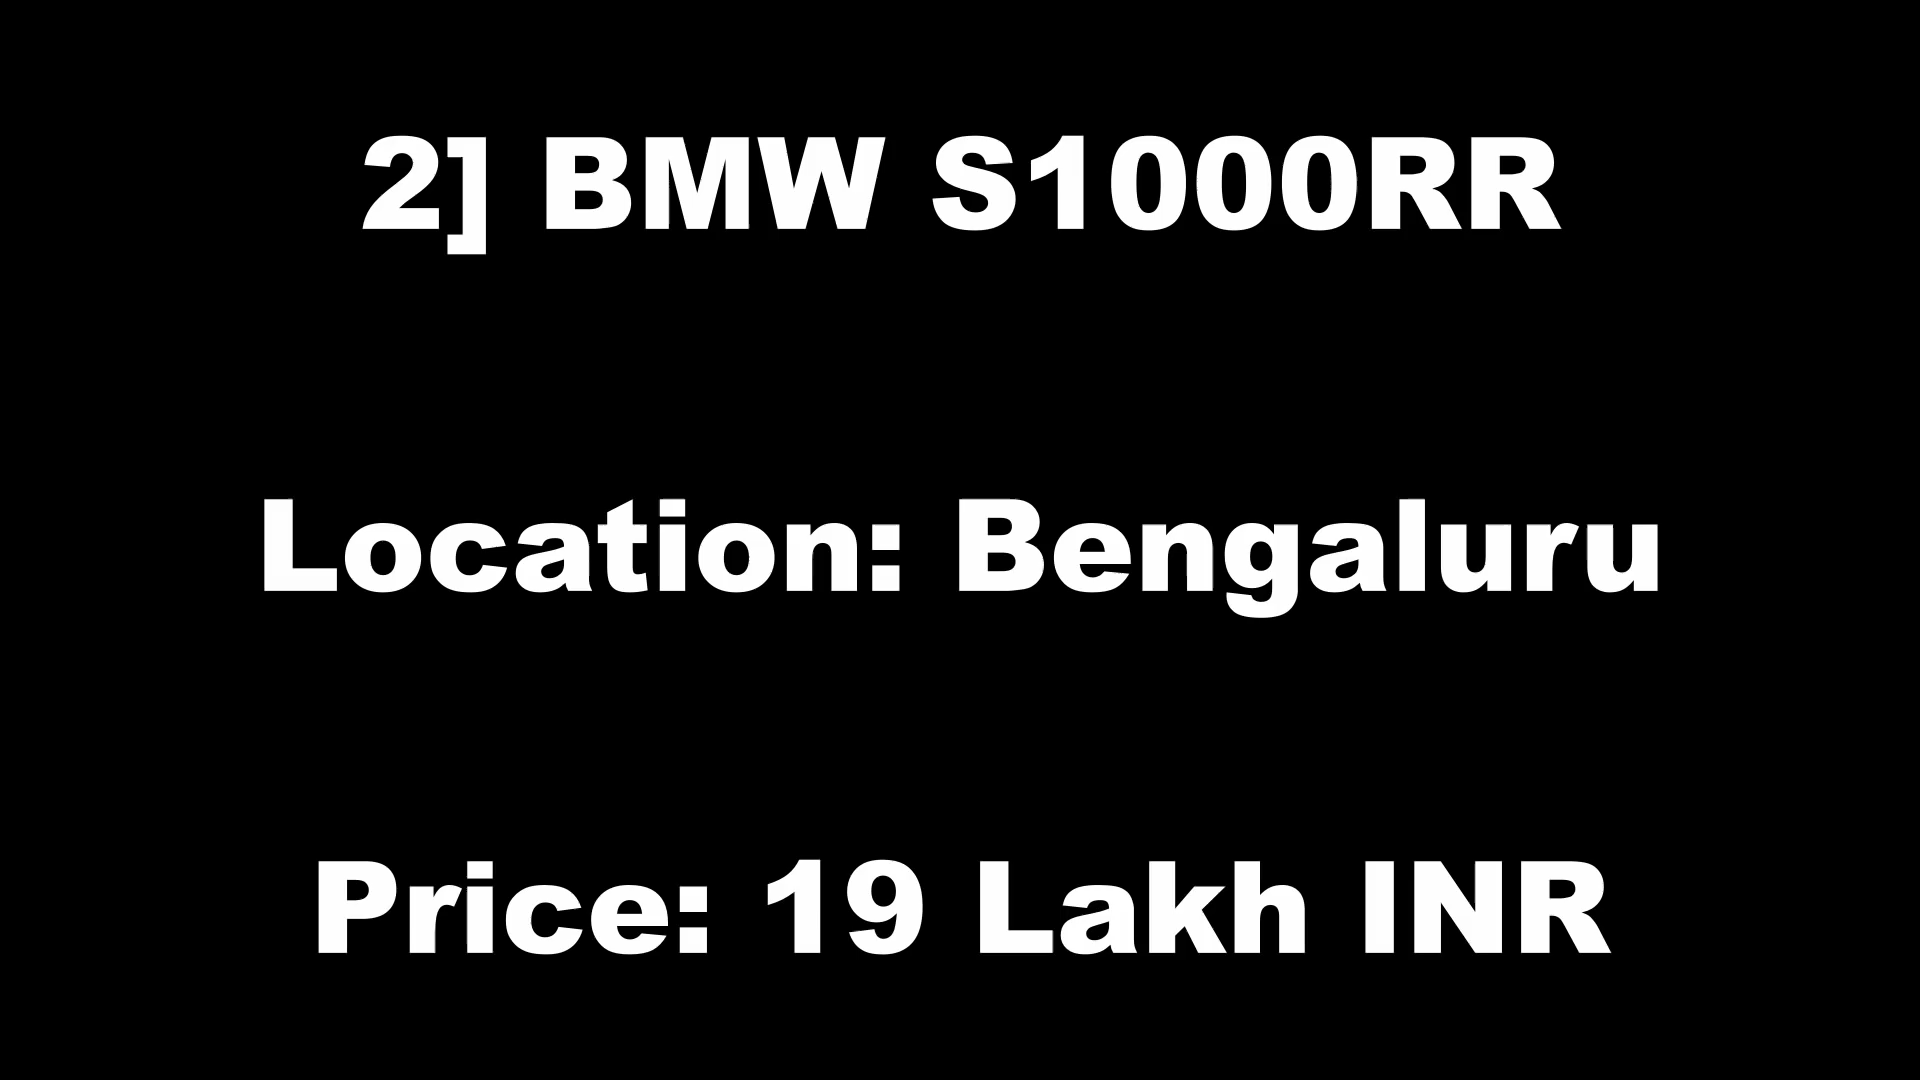 2] BMW S1000RR
Location: Bengaluru
Price: 19 Lakh INR